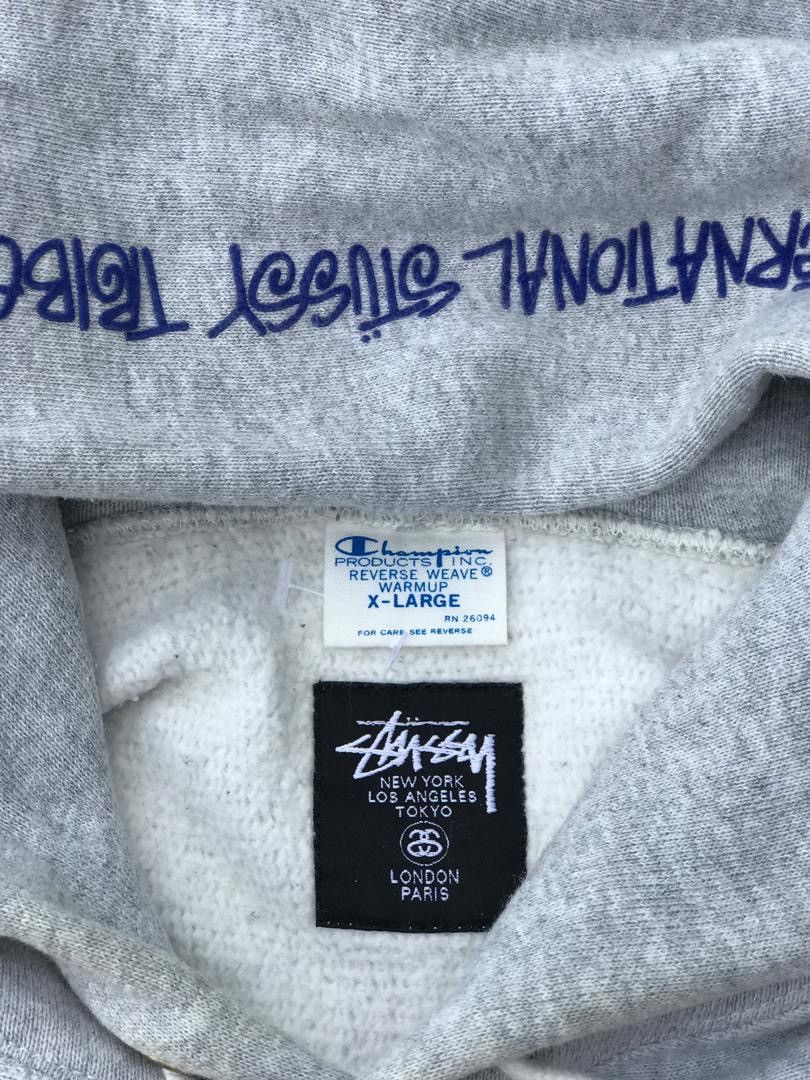 ERNATIONAL STÜSSY TRIBE
Champion
PRODUCTS INC.
REVERSE WEAVE®
WARMUP
X-LARGE
RN 26094
FOR CARE SEE REVERSE
STÜSSY
NEW YORK
LOS ANGELES
TOKYO
LONDON
PARIS